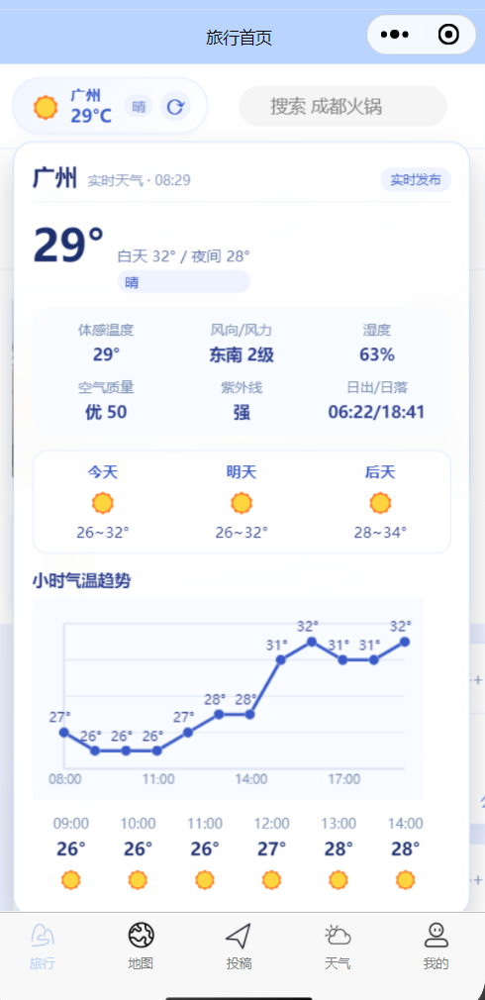 旅行首页
广州
29°C
晴
搜索 成都火锅
广州 实时天气 · 08:29 实时发布
29° 白天 32° / 夜间 28°
晴
体感温度 风向/风力 湿度
29° 东南 2级 63%
空气质量 紫外线 日出/日落
优 50 强 06:22/18:41
今天 明天 后天
26~32° 26~32° 28~34°
小时气温趋势
27° 26° 26° 26° 27° 28° 28° 31° 32° 31° 31° 32°
08:00 11:00 14:00 17:00
09:00 10:00 11:00 12:00 13:00 14:00
26° 26° 26° 27° 28° 28°
旅行 地图 投稿 天气 我的